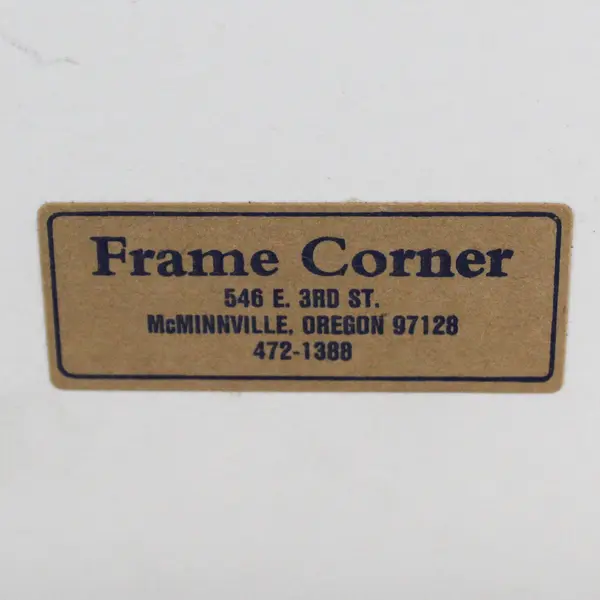 Frame Corner
546 E. 3RD ST.
McMINNVILLE, OREGON 97128
472-1388